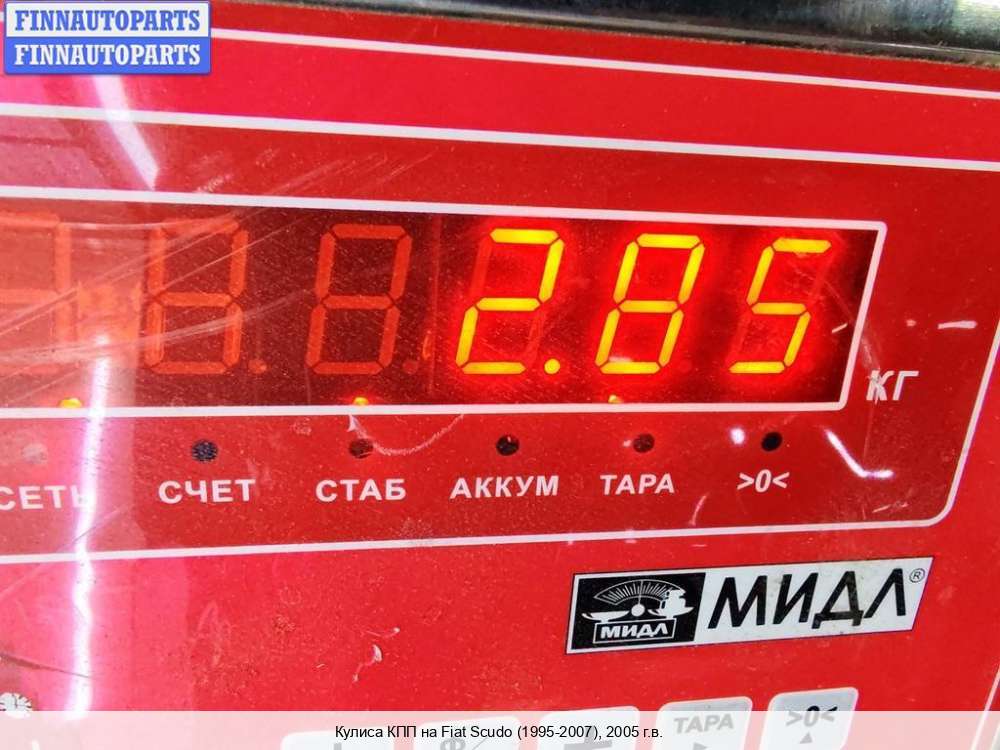 FINNAUTOPARTS
FINNAUTOPARTS
2.85
КГ
СЕТЬ СЧЕТ СТАБ АККУМ ТАРА >0<
МИДЛ МИДЛ®
ТАРА >0<
Кулиса КПП на Fiat Scudo (1995-2007), 2005 г.в.